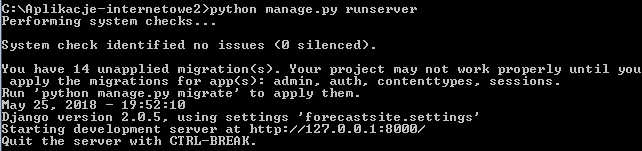 C:\Aplikacje-internetowe2>python manage.py runserver
Performing system checks...
System check identified no issues (0 silenced).
You have 14 unapplied migration(s). Your project may not work properly until you
 apply the migrations for app(s): admin, auth, contenttypes, sessions.
Run 'python manage.py migrate' to apply them.
May 25, 2018 - 19:52:10
Django version 2.0.5, using settings 'forecastsite.settings'
Starting development server at http://127.0.0.1:8000/
Quit the server with CTRL-BREAK.